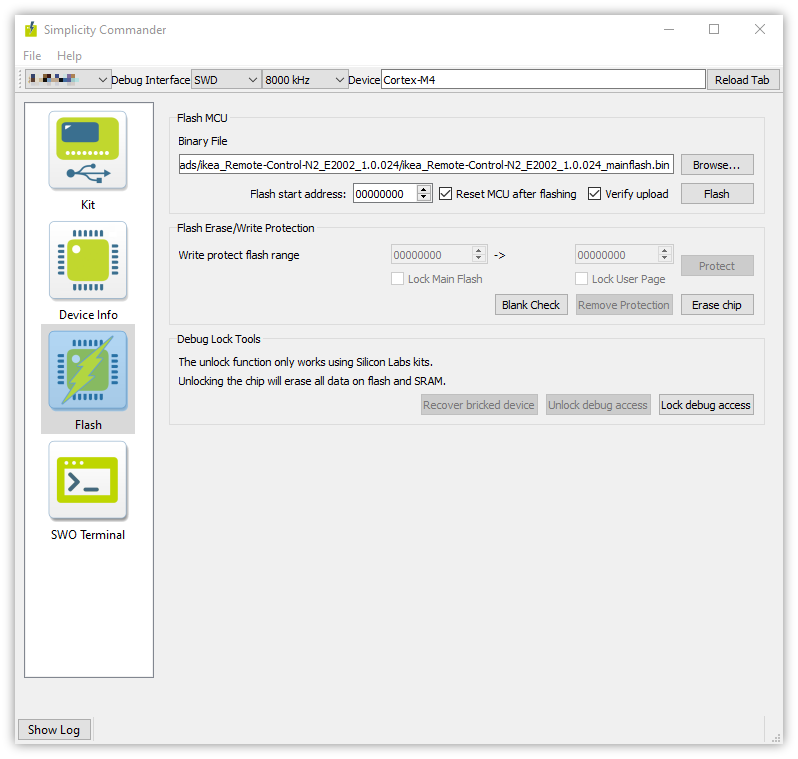 Simplicity Commander
File Help
Debug Interface SWD 8000 kHz Device Cortex-M4 Reload Tab
Kit
Device Info
Flash
SWO Terminal
Flash MCU
Binary File
ads/ikea_Remote-Control-N2_E2002_1.0.024/ikea_Remote-Control-N2_E2002_1.0.024_mainflash.bin Browse...
Flash start address: 00000000 Reset MCU after flashing Verify upload Flash
Flash Erase/Write Protection
Write protect flash range 00000000 -> 00000000 Protect
Lock Main Flash Lock User Page
Blank Check Remove Protection Erase chip
Debug Lock Tools
The unlock function only works using Silicon Labs kits.
Unlocking the chip will erase all data on flash and SRAM.
Recover bricked device Unlock debug access Lock debug access
Show Log